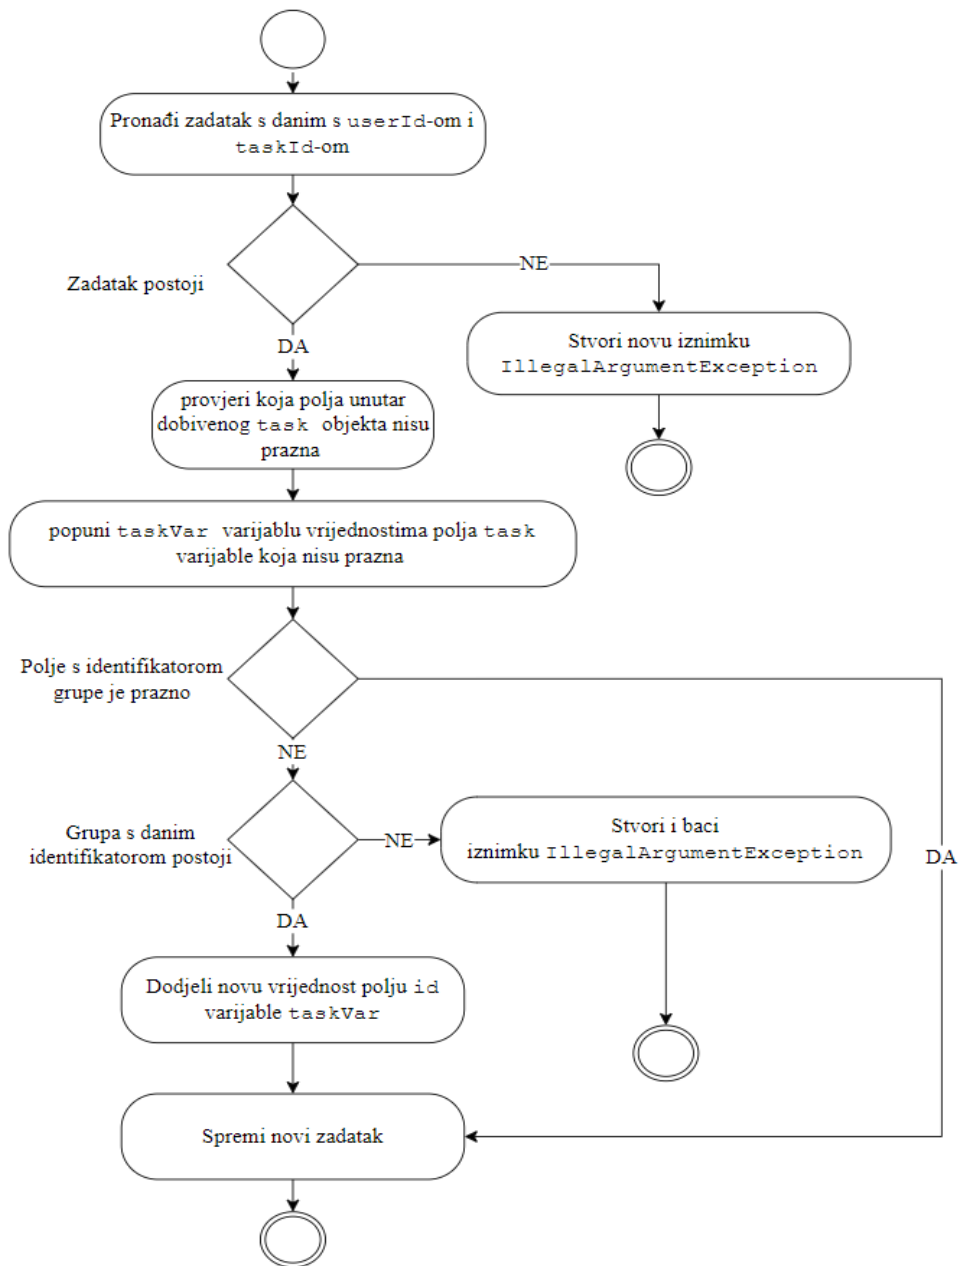 Pronađi zadatak s danim s userId-om i
taskId-om
Zadatak postoji
NE
Stvori novu iznimku
IllegalArgumentException
DA
provjeri koja polja unutar
dobivenog task objekta nisu
prazna
popuni taskVar varijablu vrijednostima polja task
varijable koja nisu prazna
Polje s identifikatorom
grupe je prazno
NE
Grupa s danim
identifikatorom postoji
NE
Stvori i baci
iznimku IllegalArgumentException
DA
DA
Dodjeli novu vrijednost polju id
varijable taskVar
Spremi novi zadatak